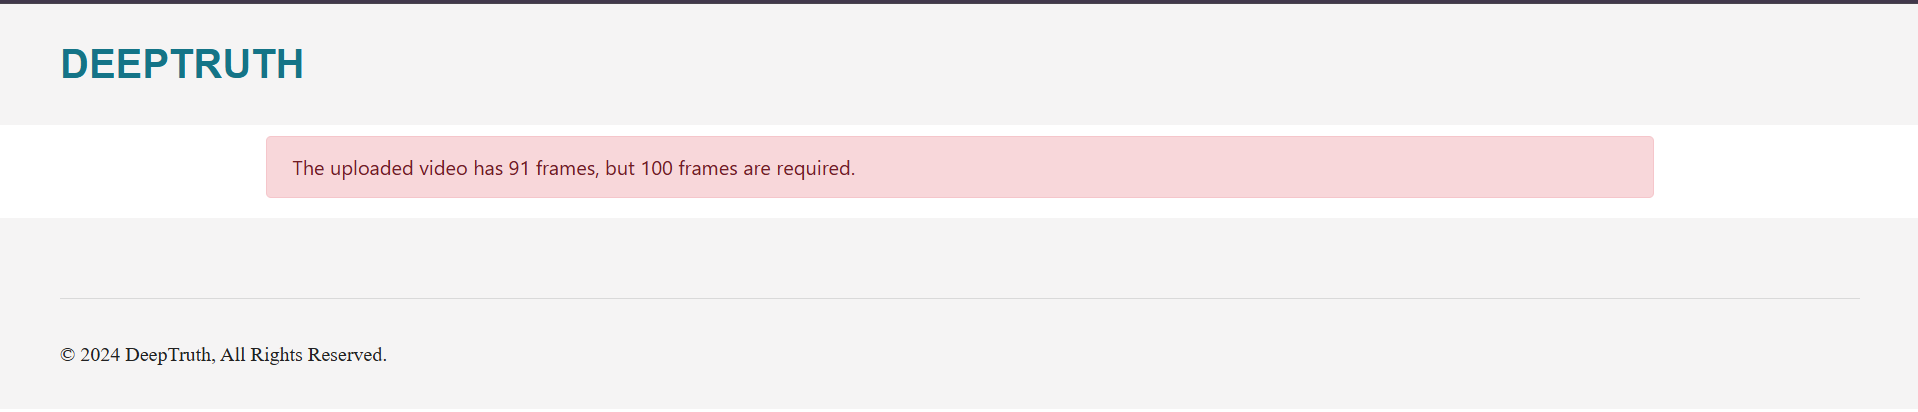 DEEPTRUTH
The uploaded video has 91 frames, but 100 frames are required.
© 2024 DeepTruth, All Rights Reserved.